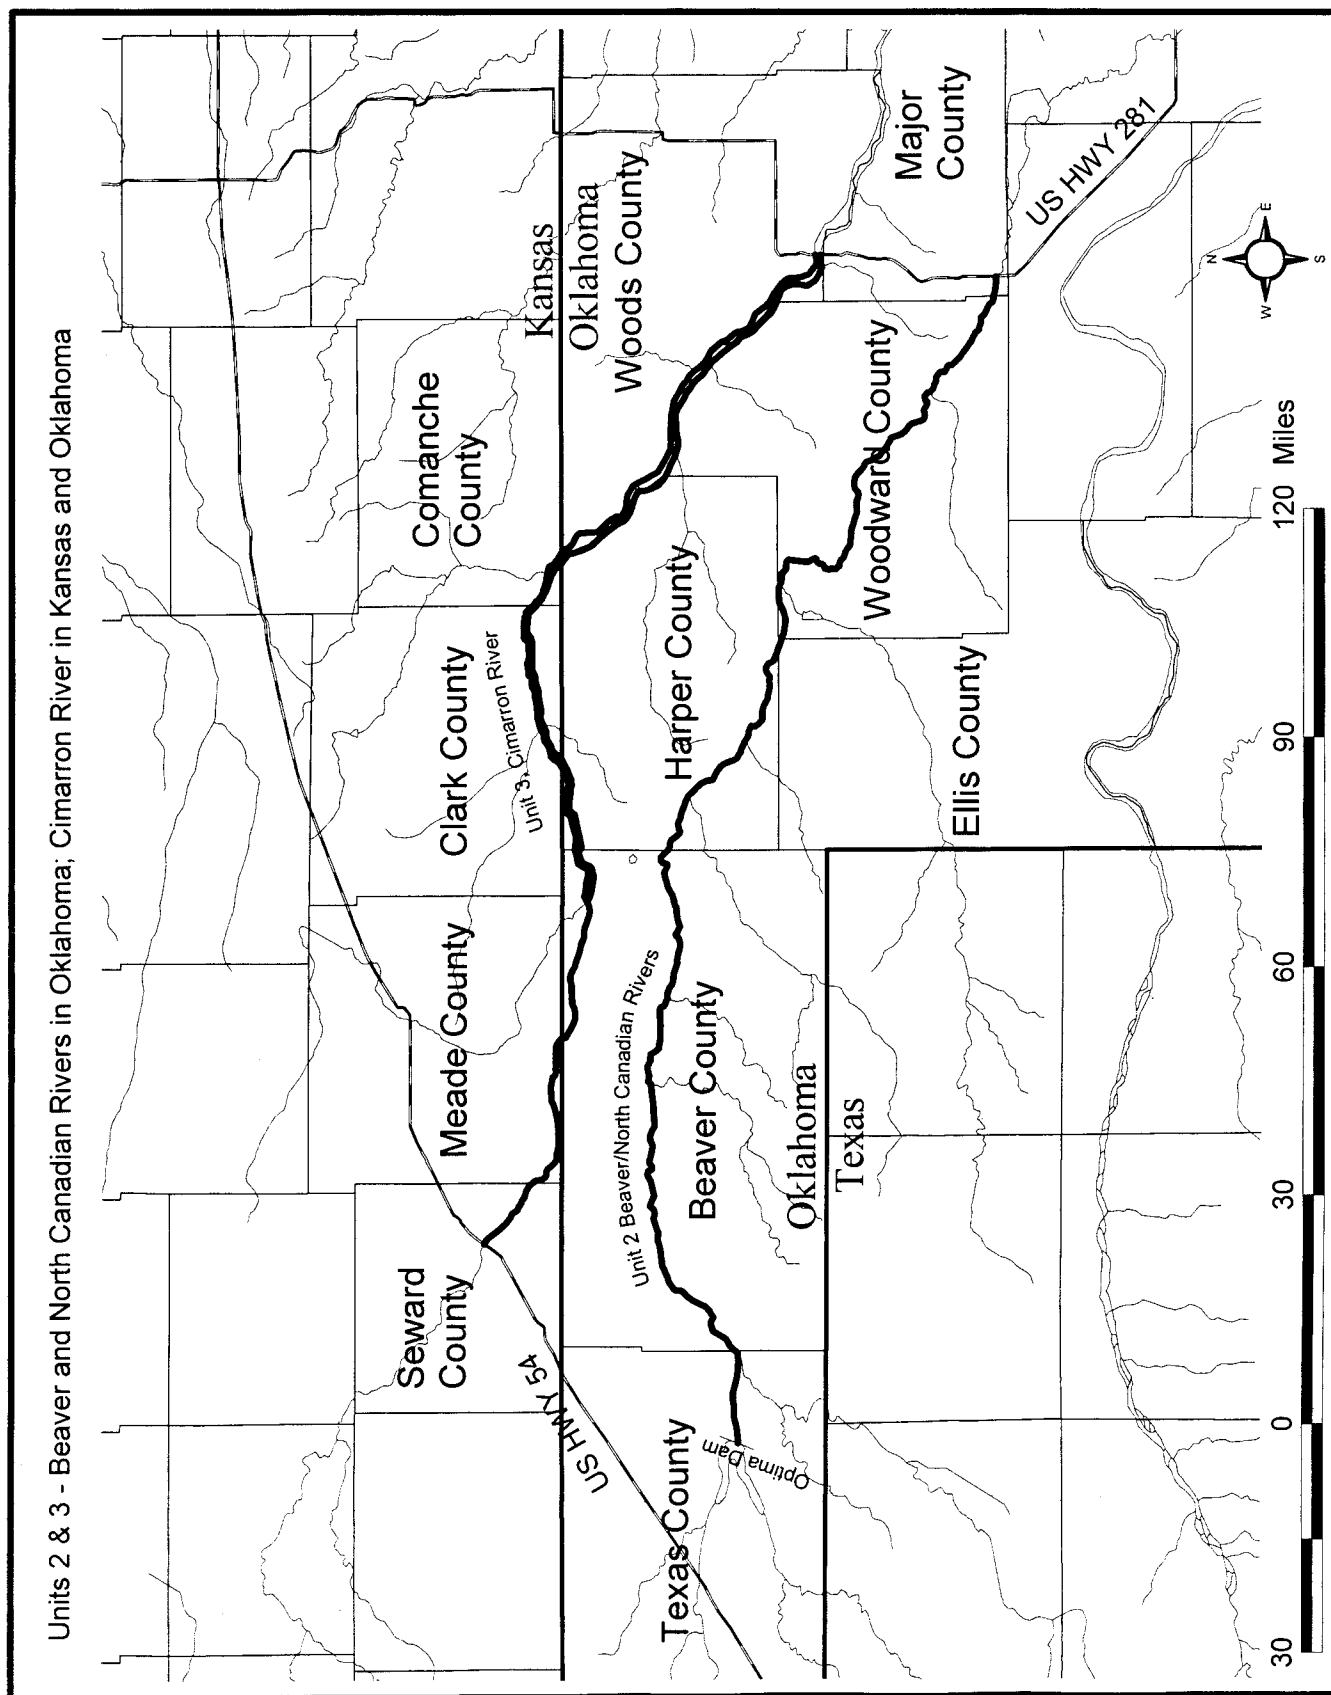 Units 2 & 3 - Beaver and North Canadian Rivers in Oklahoma; Cimarron River in Kansas and Oklahoma
Seward
County
Meade County
Clark County
Comanche
County
Unit 3, Cimarron River
US HWY 54
Kansas
Oklahoma
Woods County
Unit 2 Beaver/North Canadian Rivers
Texas County
Beaver County
Harper County
Optima Dam
Oklahoma
Texas
Woodward County
Major
County
Ellis County
US HWY 281
N
W
E
S
30
0
30
60
90
120 Miles